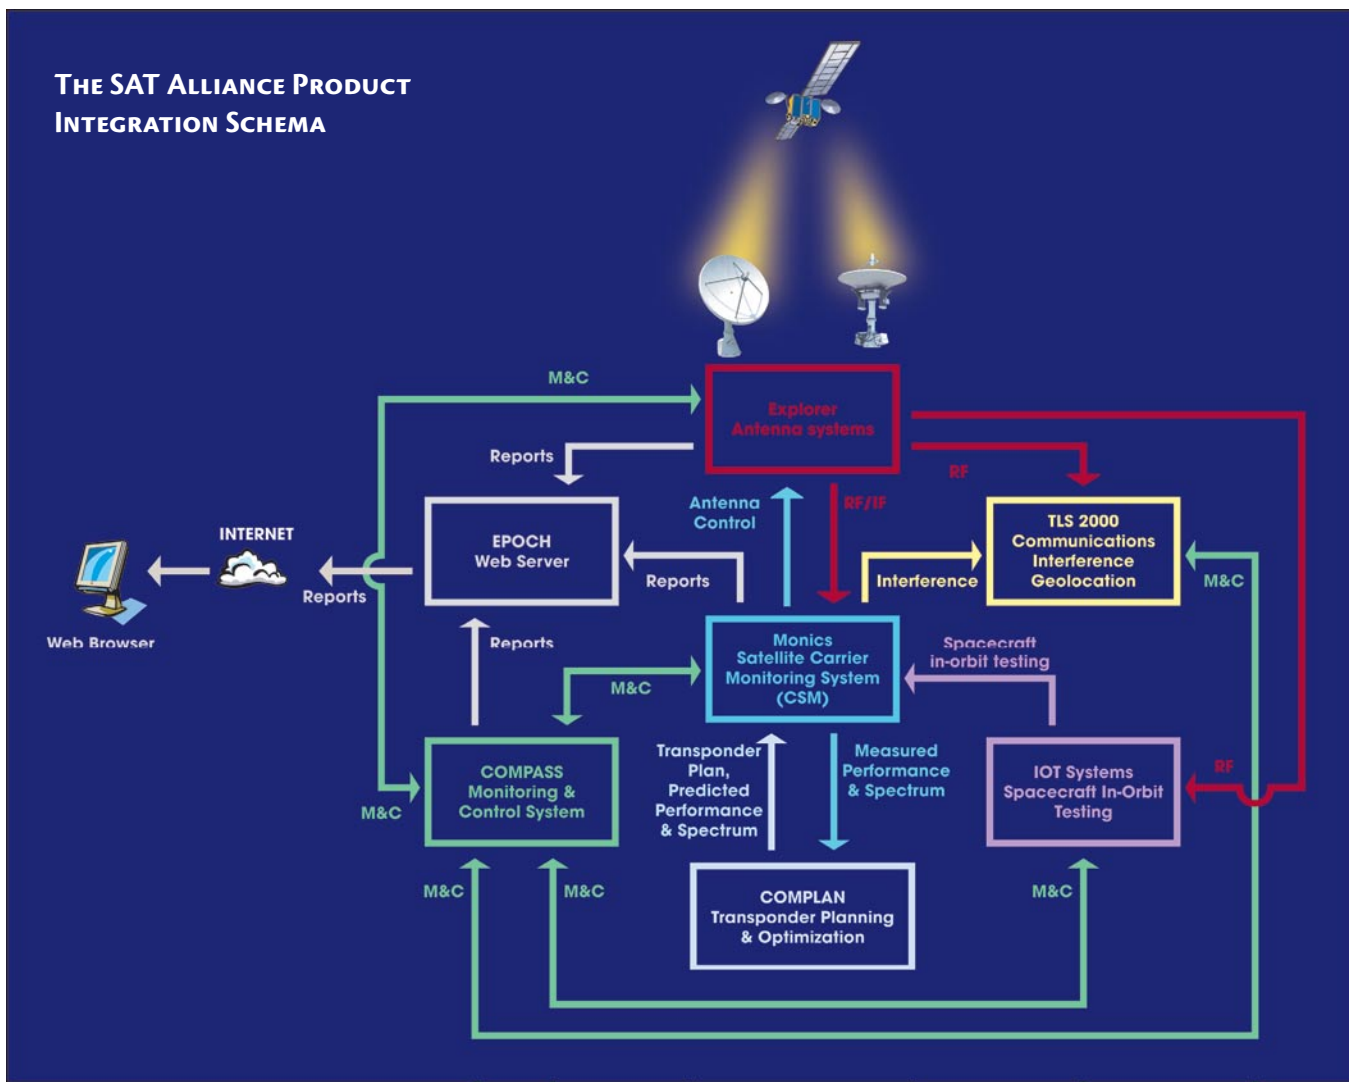 THE SAT ALLIANCE PRODUCT
INTEGRATION SCHEMA
M&C
Explorer
Antenna systems
Reports
RF
Antenna
Control
RF/IF
INTERNET
EPOCH
Web Server
TLS 2000
Communications
Interference
Geolocation
Reports
Reports
Interference
M&C
Web Browser
Reports
Monics
Satellite Carrier
Monitoring System
(CSM)
Spacecraft
in-orbit testing
M&C
COMPASS
Monitoring &
Control System
Transponder
Plan,
Predicted
Performance
& Spectrum
Measured
Performance
& Spectrum
IOT Systems
Spacecraft In-Orbit
Testing
RF
M&C
M&C
M&C
COMPLAN
Transponder Planning
& Optimization
M&C